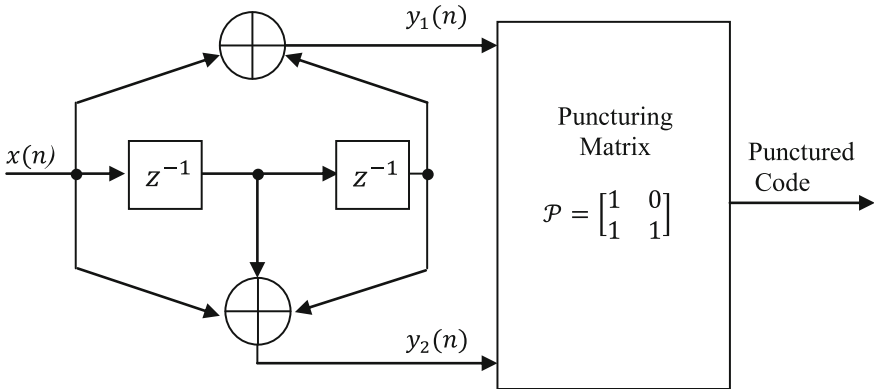 y₁(n)
x(n)
z⁻¹
z⁻¹
y₂(n)
Puncturing
Matrix
𝒫 = [1 0
1 1]
Punctured
Code